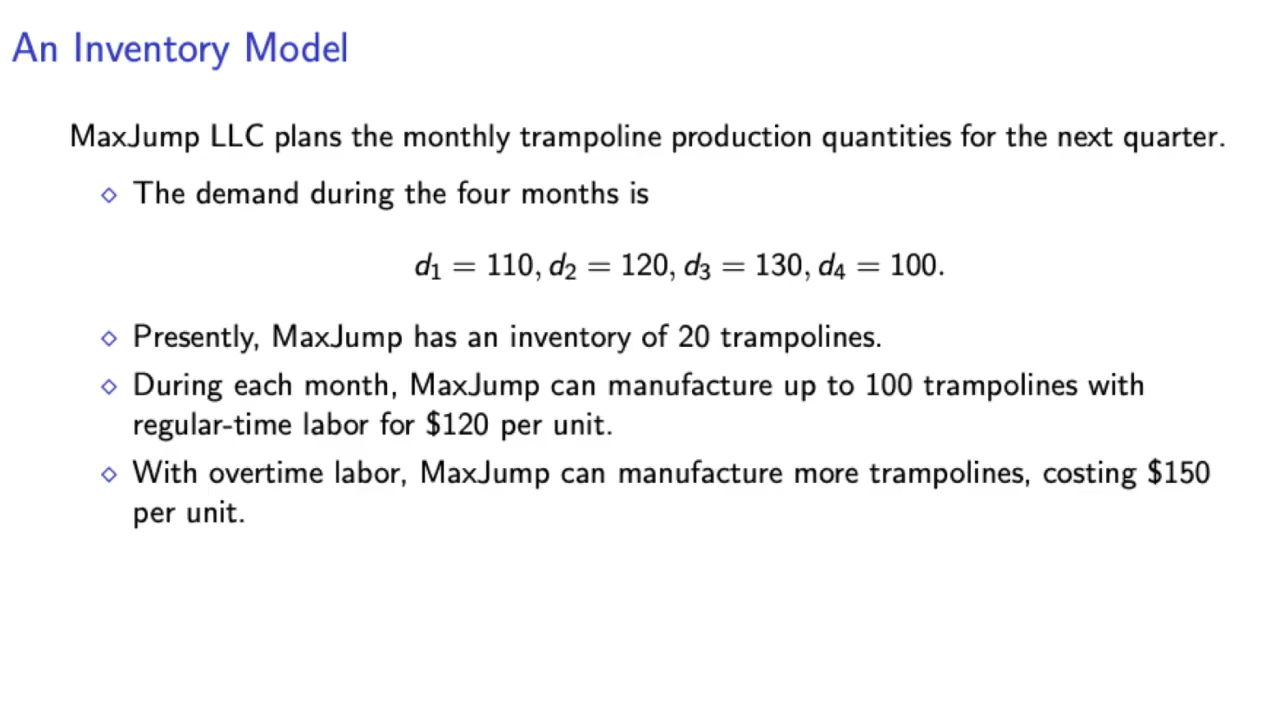 An Inventory Model
MaxJump LLC plans the monthly trampoline production quantities for the next quarter.
⋄ The demand during the four months is
d₁ = 110, d₂ = 120, d₃ = 130, d₄ = 100.
⋄ Presently, MaxJump has an inventory of 20 trampolines.
⋄ During each month, MaxJump can manufacture up to 100 trampolines with
regular-time labor for $120 per unit.
⋄ With overtime labor, MaxJump can manufacture more trampolines, costing $150
per unit.